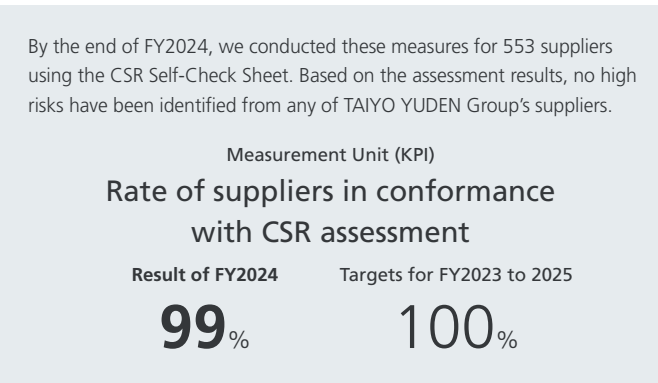 By the end of FY2024, we conducted these measures for 553 suppliers
using the CSR Self-Check Sheet. Based on the assessment results, no high
risks have been identified from any of TAIYO YUDEN Group’s suppliers.
Measurement Unit (KPI)
Rate of suppliers in conformance
with CSR assessment
Result of FY2024 Targets for FY2023 to 2025
99% 100%